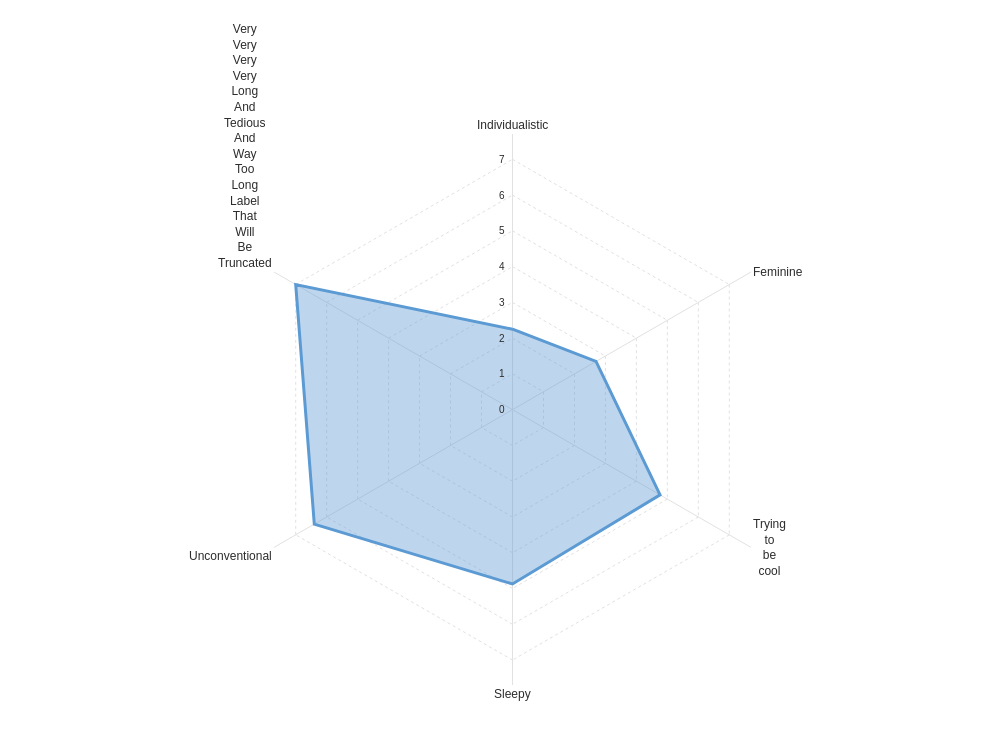 Very
Very
Very
Very
Long
And
Tedious
And
Way
Too
Long
Label
That
Will
Be
Truncated
Individualistic
7
6
5
4
3
2
1
0
Feminine
Trying
to
be
cool
Unconventional
Sleepy